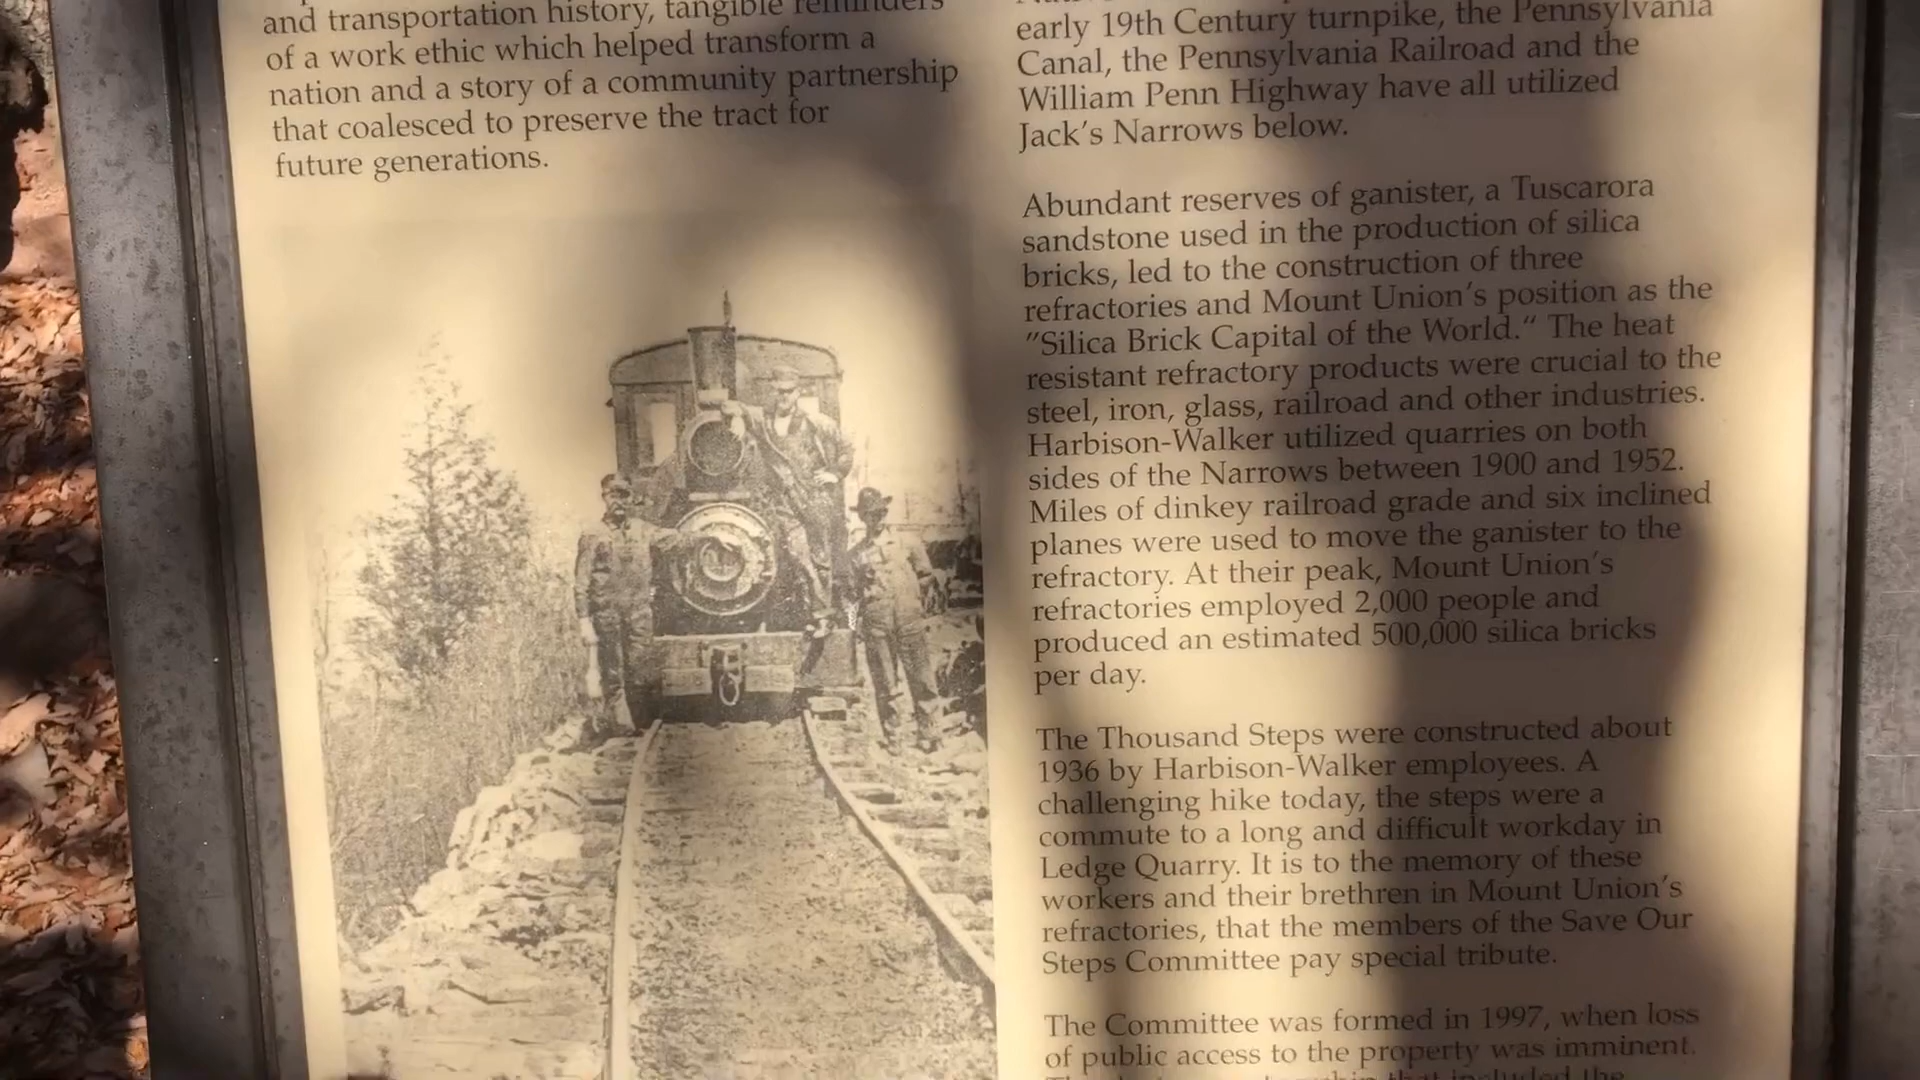 and transportation history, tangible reminders
of a work ethic which helped transform a
nation and a story of a community partnership
that coalesced to preserve the tract for
future generations.
early 19th Century turnpike, the Pennsylvania
Canal, the Pennsylvania Railroad and the
William Penn Highway have all utilized
Jack's Narrows below.
Abundant reserves of ganister, a Tuscarora
sandstone used in the production of silica
bricks, led to the construction of three
refractories and Mount Union's position as the
"Silica Brick Capital of the World." The heat
resistant refractory products were crucial to the
steel, iron, glass, railroad and other industries.
Harbison-Walker utilized quarries on both
sides of the Narrows between 1900 and 1952.
Miles of dinkey railroad grade and six inclined
planes were used to move the ganister to the
refractory. At their peak, Mount Union's
refractories employed 2,000 people and
produced an estimated 500,000 silica bricks
per day.
The Thousand Steps were constructed about
1936 by Harbison-Walker employees. A
challenging hike today, the steps were a
commute to a long and difficult workday in
Ledge Quarry. It is to the memory of these
workers and their brethren in Mount Union's
refractories, that the members of the Save Our
Steps Committee pay special tribute.
The Committee was formed in 1997, when loss
of public access to the property was imminent.
that included the